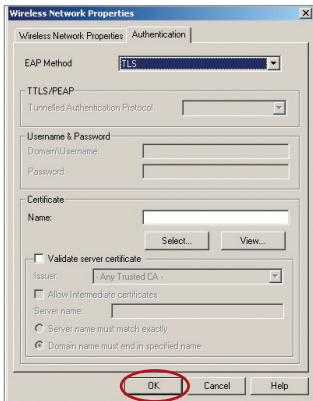 Wireless Network Properties
Wireless Network Properties Authentication
EAP Method TLS
TTLS/PEAP
Tunnelled Authentication Protocol
Username & Password
Domain\Username:
Password:
Certificate
Name:
Select... View...
Validate server certificate
Issuer: - Any Trusted CA -
Allow Intermediate certificates
Server name:
Server name must match exactly
Domain name must end in specified name
OK Cancel Help